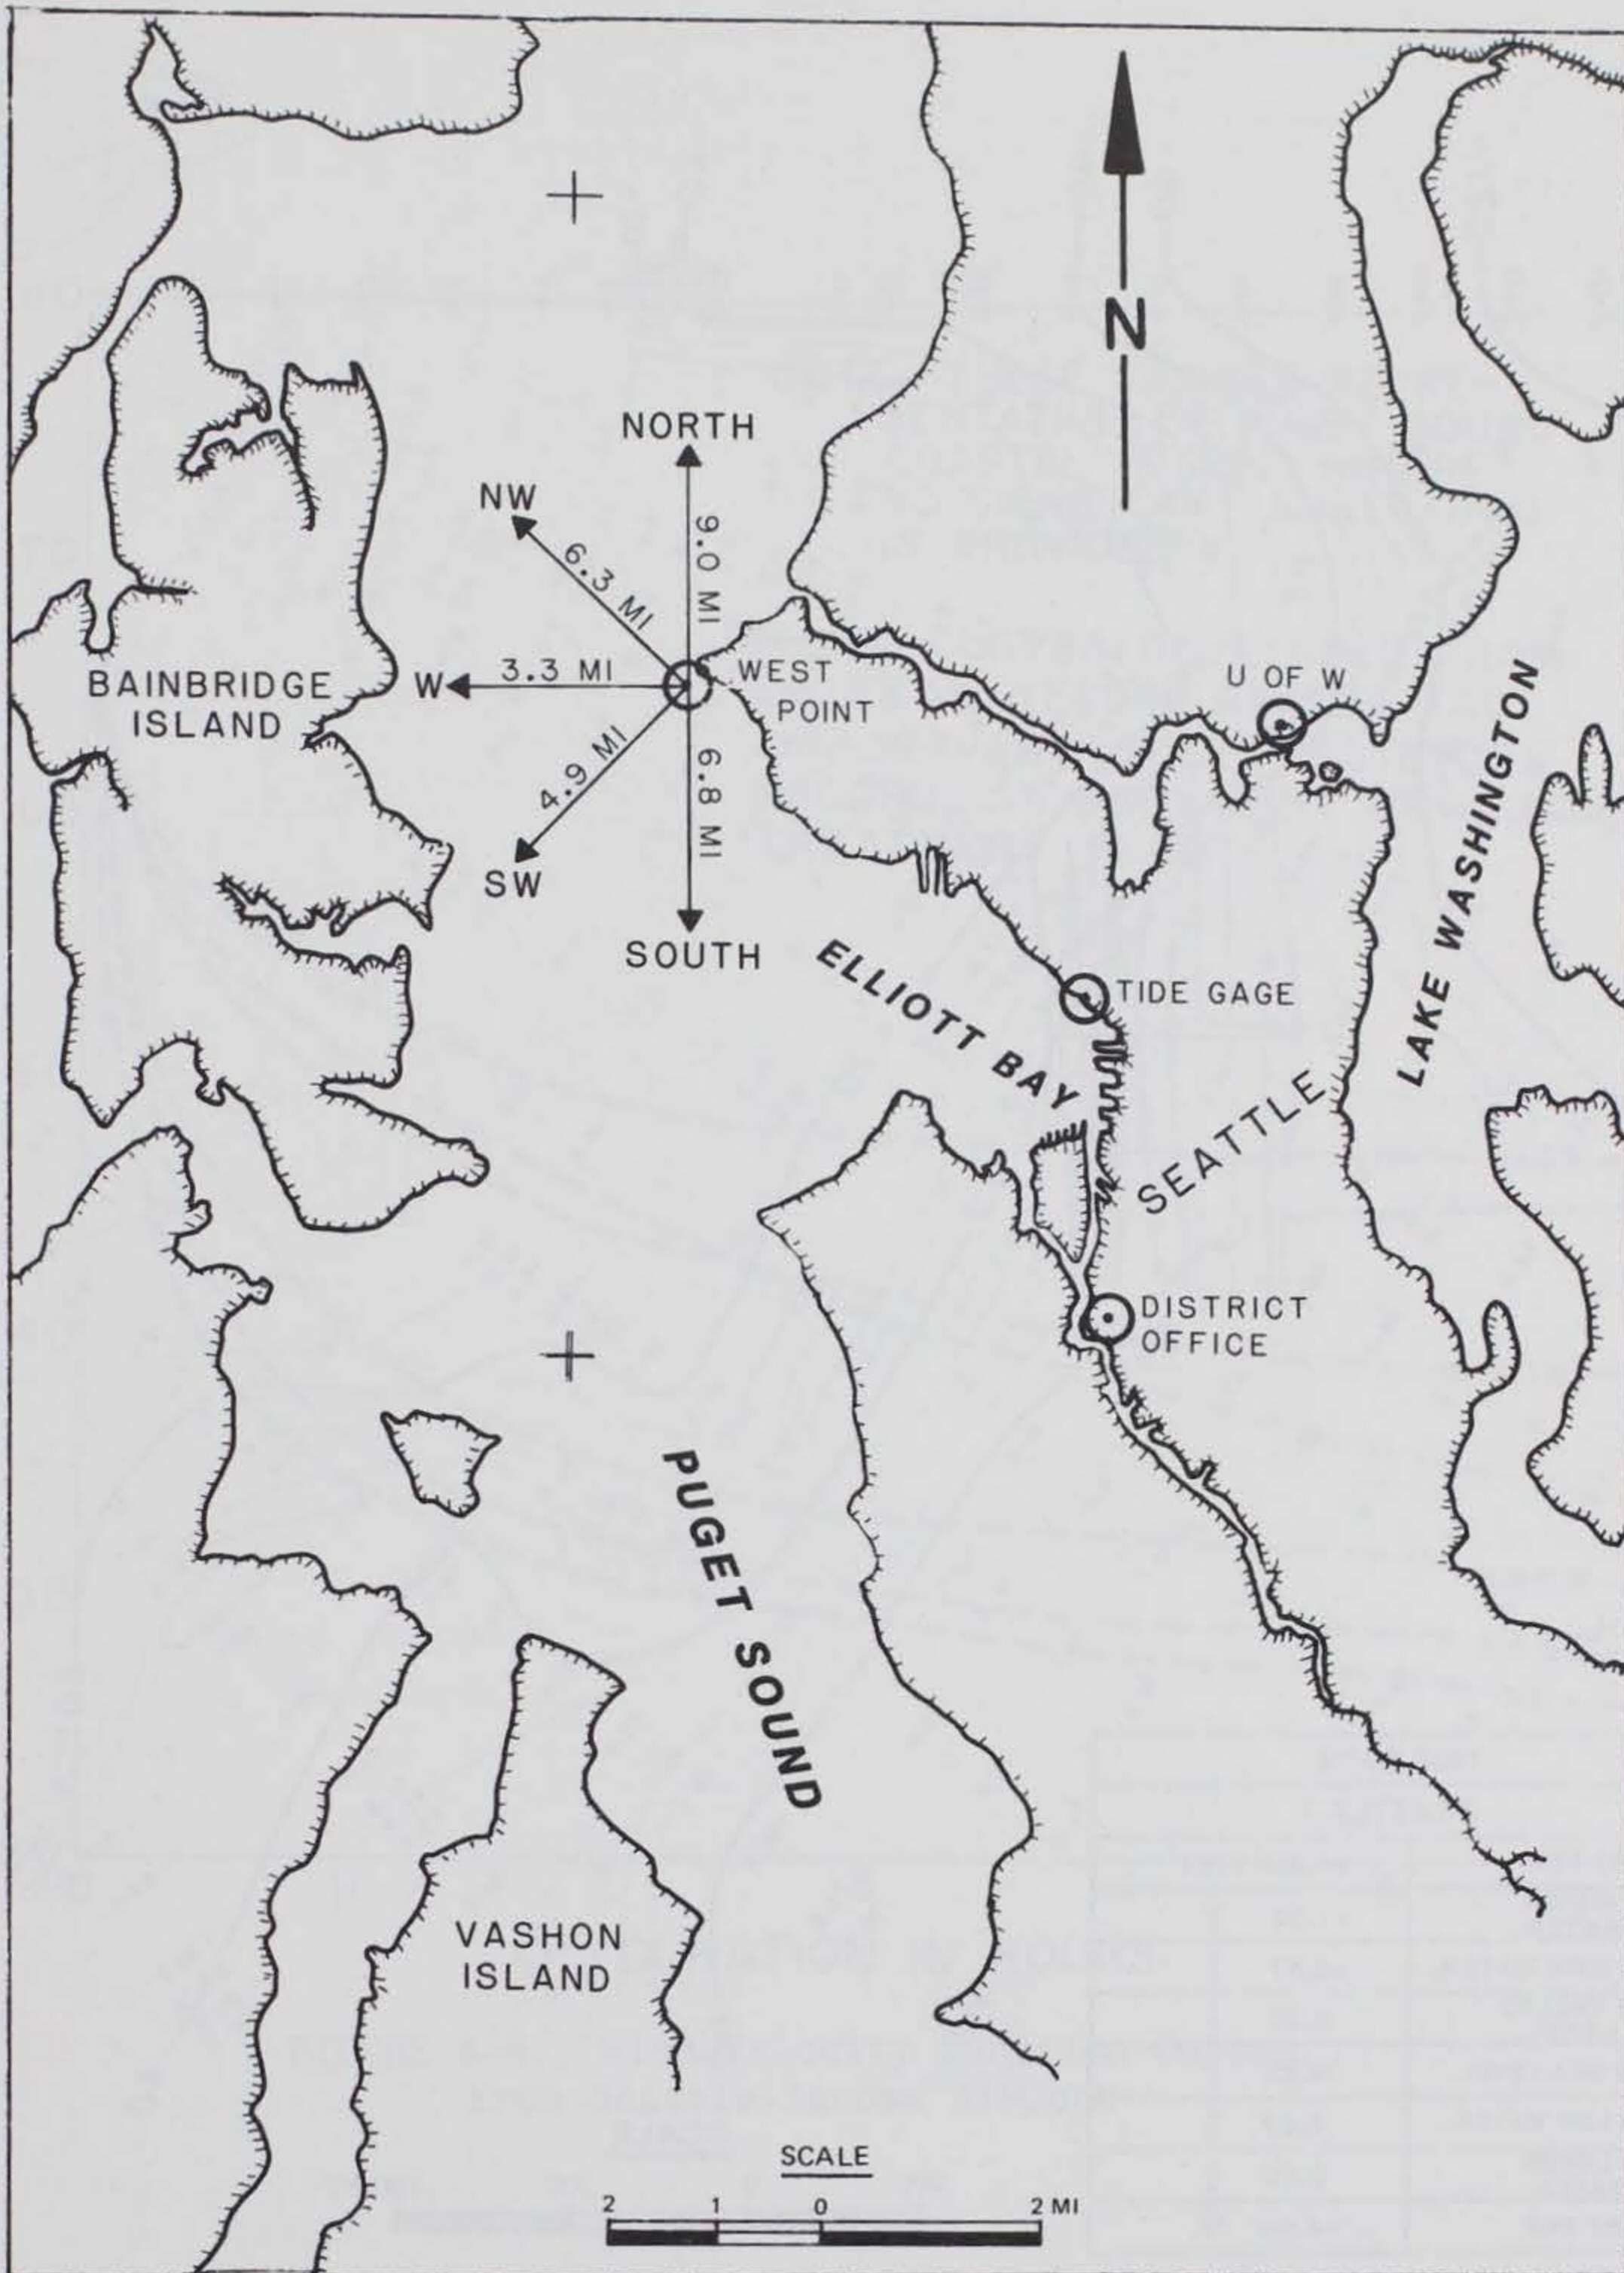 N
NORTH
NW
9.0 MI
6.3 MI
W
3.3 MI
WEST
POINT
BAINBRIDGE
ISLAND
U OF W
4.9 MI
6.8 MI
SW
SOUTH
LAKE WASHINGTON
ELLIOTT BAY
TIDE GAGE
SEATTLE
DISTRICT
OFFICE
PUGET SOUND
VASHON
ISLAND
SCALE
2 1 0 2 MI